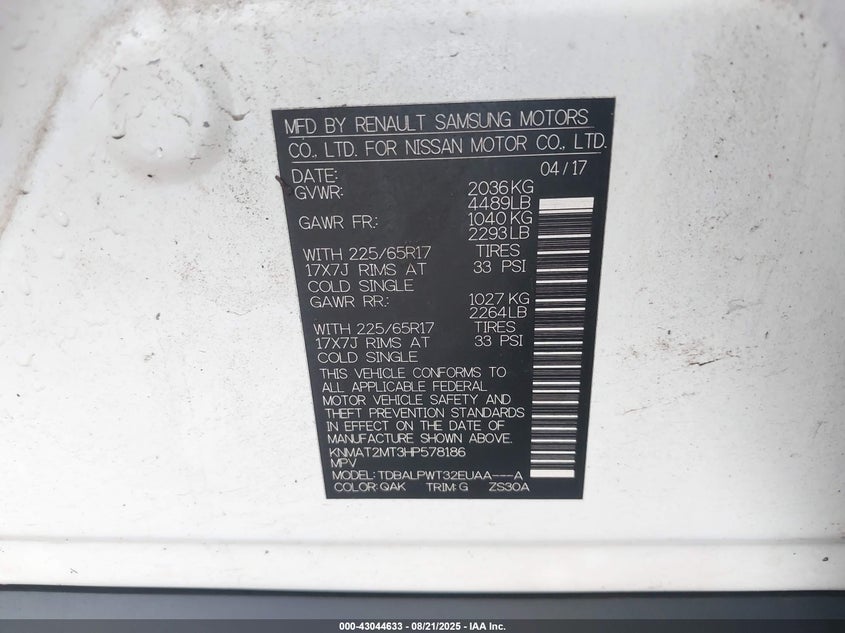 MFD BY RENAULT SAMSUNG MOTORS
CO., LTD. FOR NISSAN MOTOR CO., LTD.
DATE: 04/17
GVWR: 2036KG
4489LB
GAWR FR: 1040KG
2293LB
WITH 225/65R17 TIRES
17X7J RIMS AT 33 PSI
COLD SINGLE
GAWR RR: 1027KG
2264LB
WITH 225/65R17 TIRES
17X7J RIMS AT 33 PSI
COLD SINGLE
THIS VEHICLE CONFORMS TO
ALL APPLICABLE FEDERAL
MOTOR VEHICLE SAFETY AND
THEFT PREVENTION STANDARDS
IN EFFECT ON THE DATE OF
MANUFACTURE SHOWN ABOVE.
KNMAT2MT3HP578186
MPV
MODEL: TDBALPWT32EUAA---A
COLOR: QAK TRIM: G ZS30A
000-43044633 - 08/21/2025 - IAA Inc.